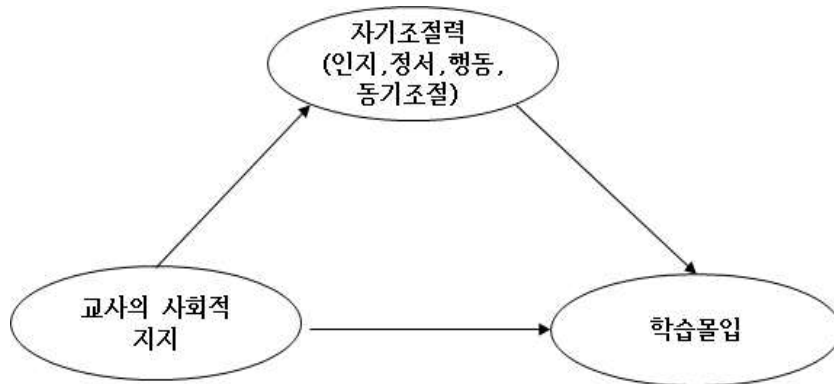 자기조절력
(인지,정서,행동,
동기조절)
교사의 사회적
지지
학습몰입